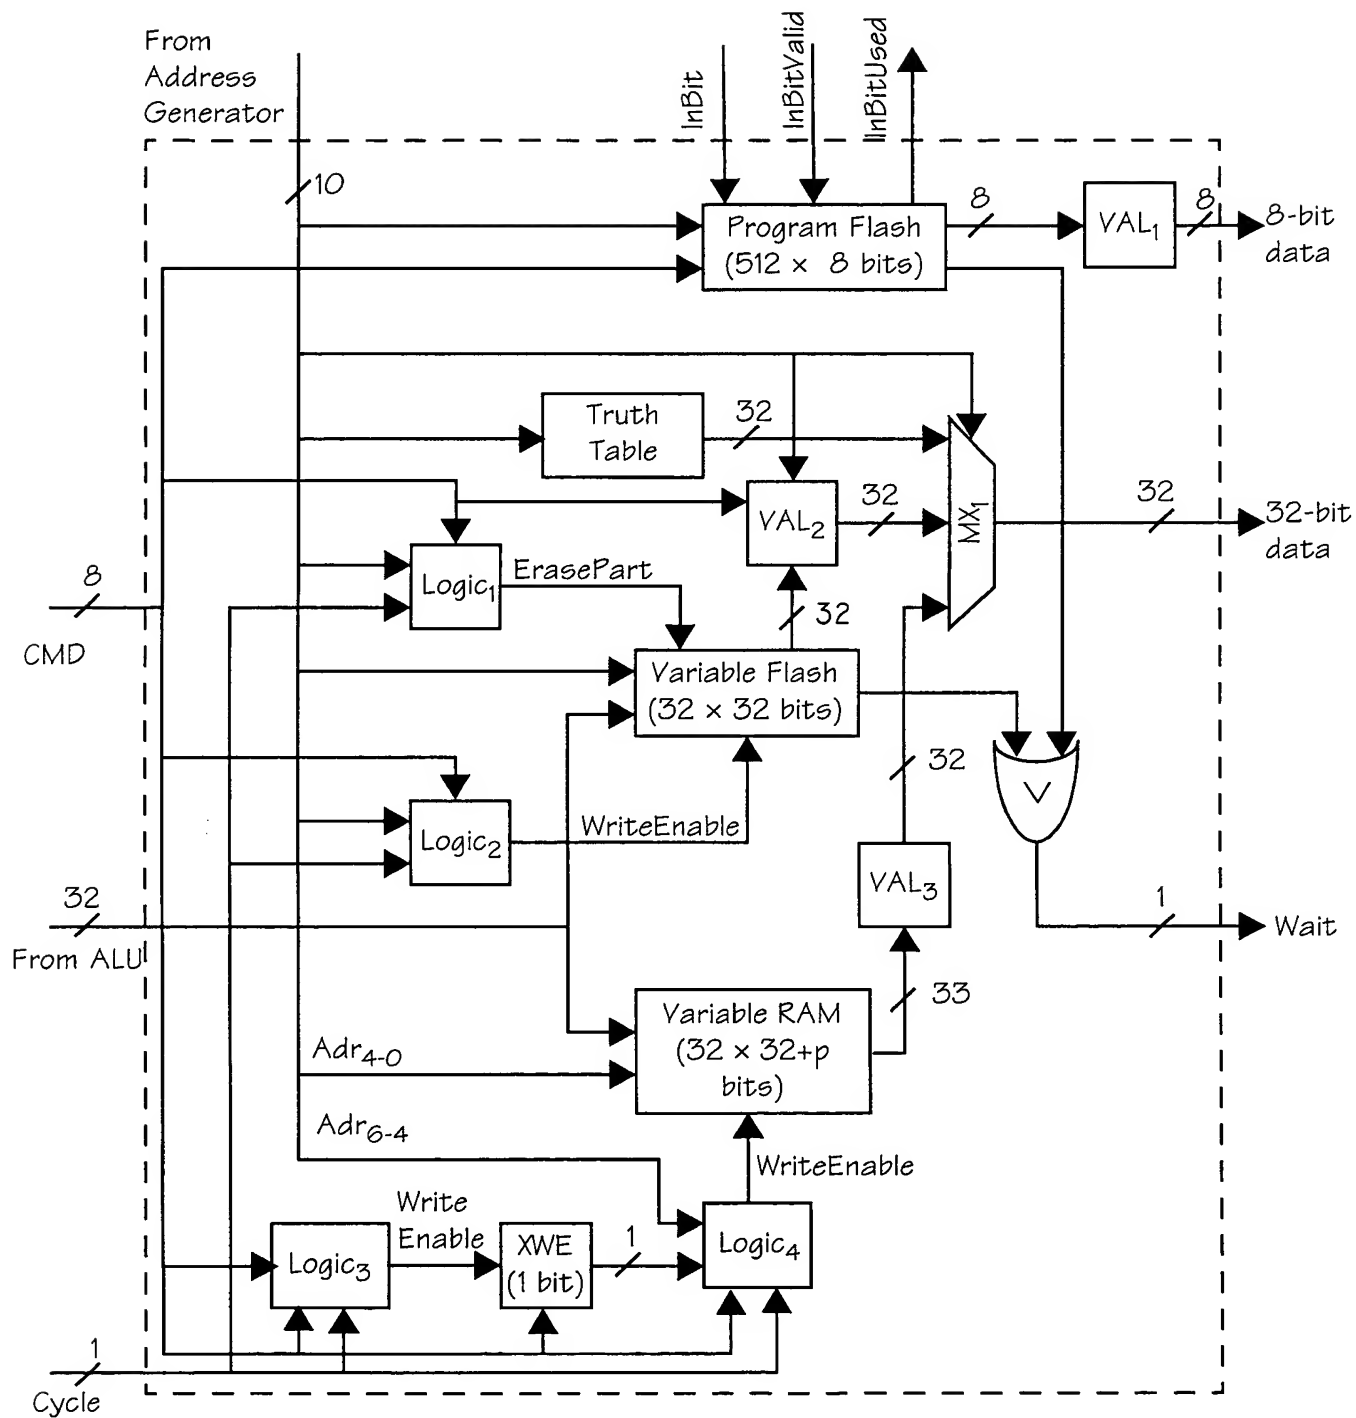 From
Address
Generator
InBit
InBitValid
InBitUsed
10
Program Flash
(512 × 8 bits)
8
VAL1
8
8-bit
data
Truth
Table
32
VAL2
32
MX1
32
32-bit
data
8
CMD
Logic1
ErasePart
32
Variable Flash
(32 × 32 bits)
32
V
Logic2
WriteEnable
VAL3
32
From ALU
1
Wait
33
Variable RAM
(32 × 32+p
bits)
Adr4-0
Adr6-4
WriteEnable
Write
Enable
Logic3
XWE
(1 bit)
1
Logic4
1
Cycle